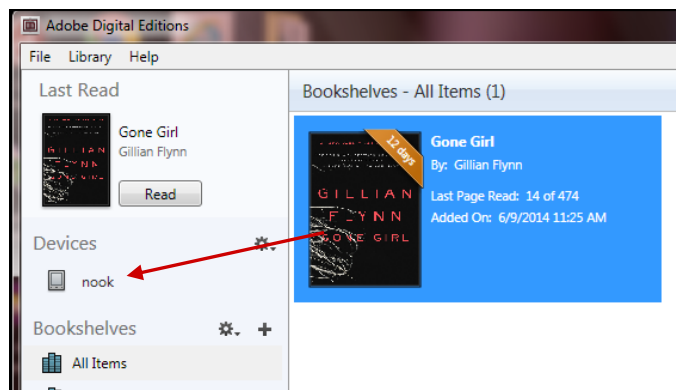 Adobe Digital Editions
File Library Help
Last Read
Gone Girl
Gillian Flynn
Read
Devices
nook
Bookshelves
All Items
Bookshelves - All Items (1)
12 days
GILLIAN
FLYNN
GONE GIRL
Gone Girl
By: Gillian Flynn
Last Page Read: 14 of 474
Added On: 6/9/2014 11:25 AM